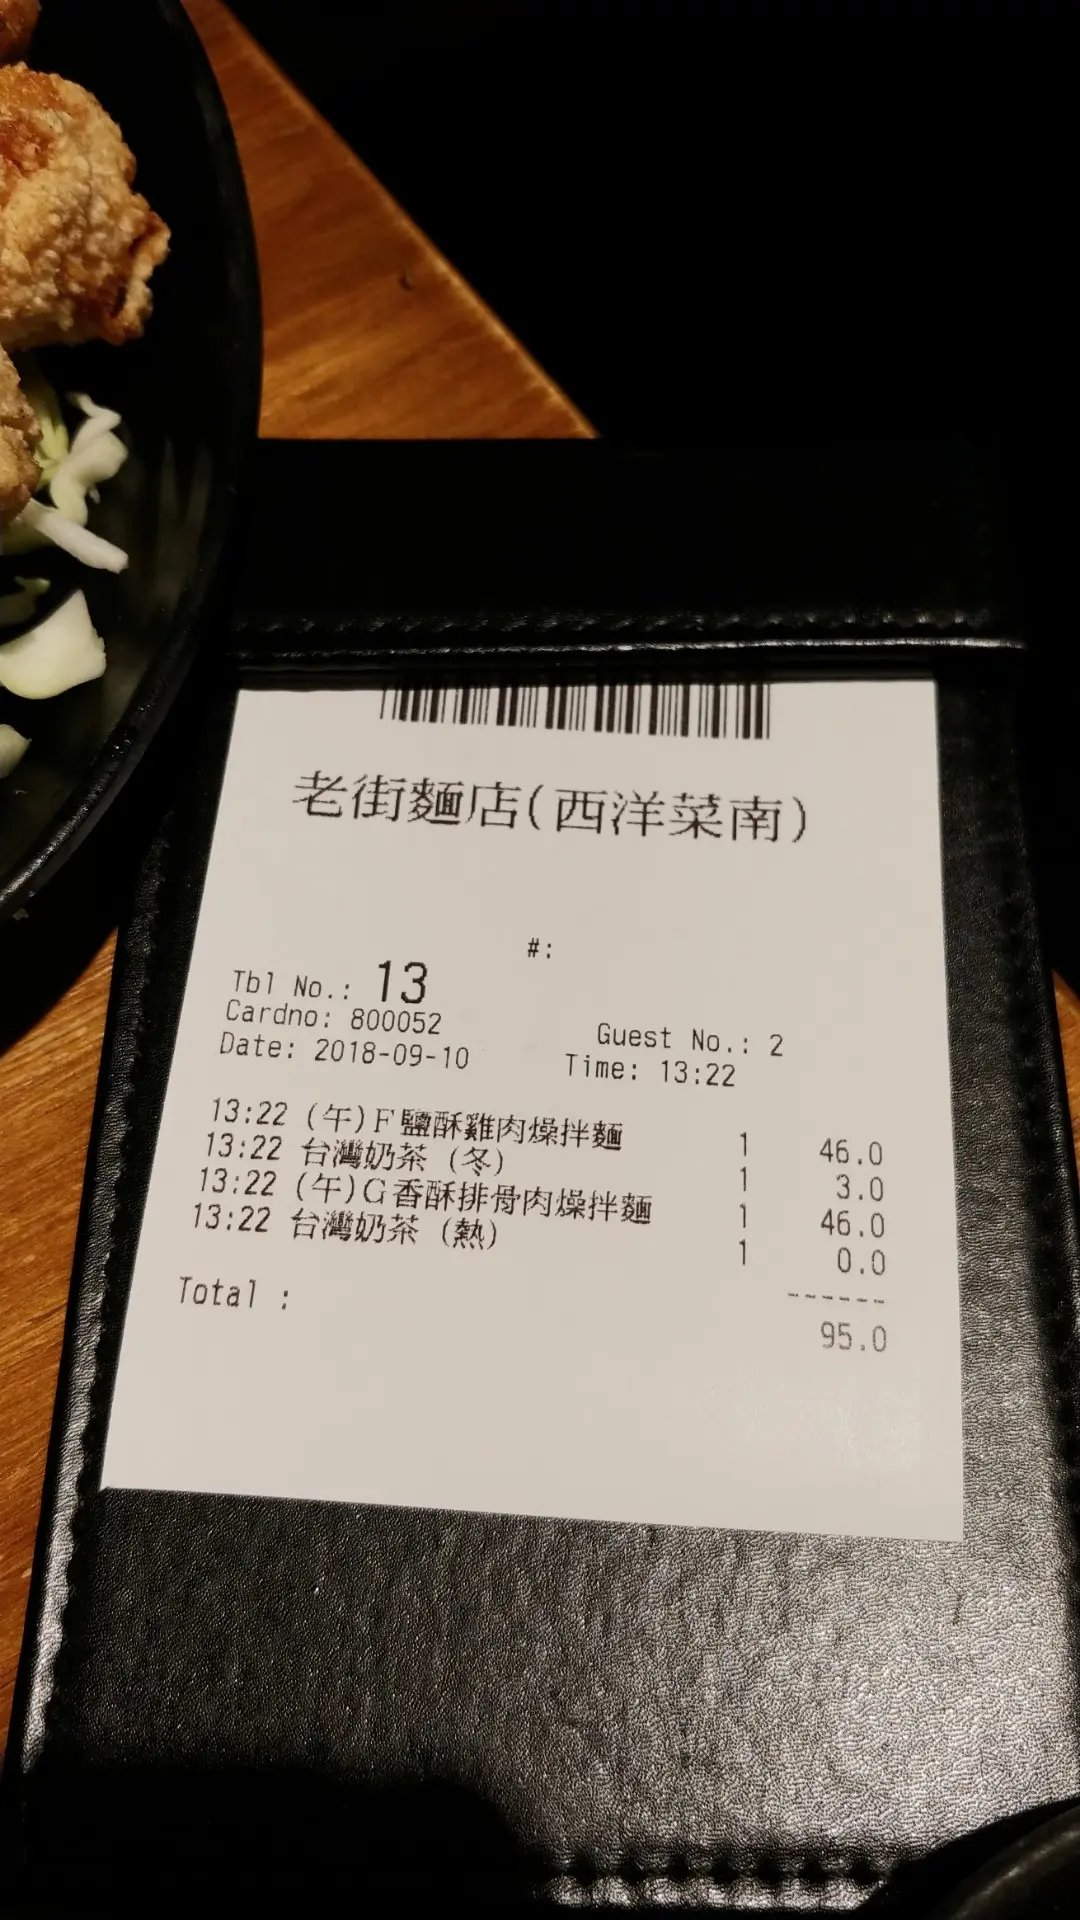 老街麵店(西洋菜南)
#:
Tbl No.: 13
Cardno: 800052 Guest No.: 2
Date: 2018-09-10 Time: 13:22
13:22 (午)F鹽酥雞肉燥拌麵 1 46.0
13:22 台灣奶茶 (冬) 1 3.0
13:22 (午)G香酥排骨肉燥拌麵 1 46.0
13:22 台灣奶茶 (熱) 1 0.0
------
Total : 95.0